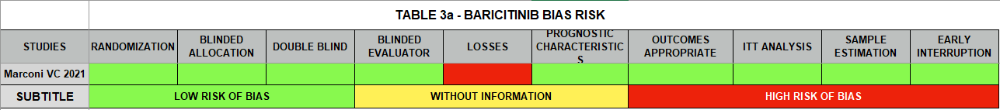 TABLE 3a - BARICITINIB BIAS RISK
STUDIES RANDOMIZATION BLINDED ALLOCATION DOUBLE BLIND BLINDED EVALUATOR LOSSES PROGNOSTIC CHARACTERISTICS OUTCOMES APPROPRIATE ITT ANALYSIS SAMPLE ESTIMATION EARLY INTERRUPTION
Marconi VC 2021
SUBTITLE LOW RISK OF BIAS WITHOUT INFORMATION HIGH RISK OF BIAS